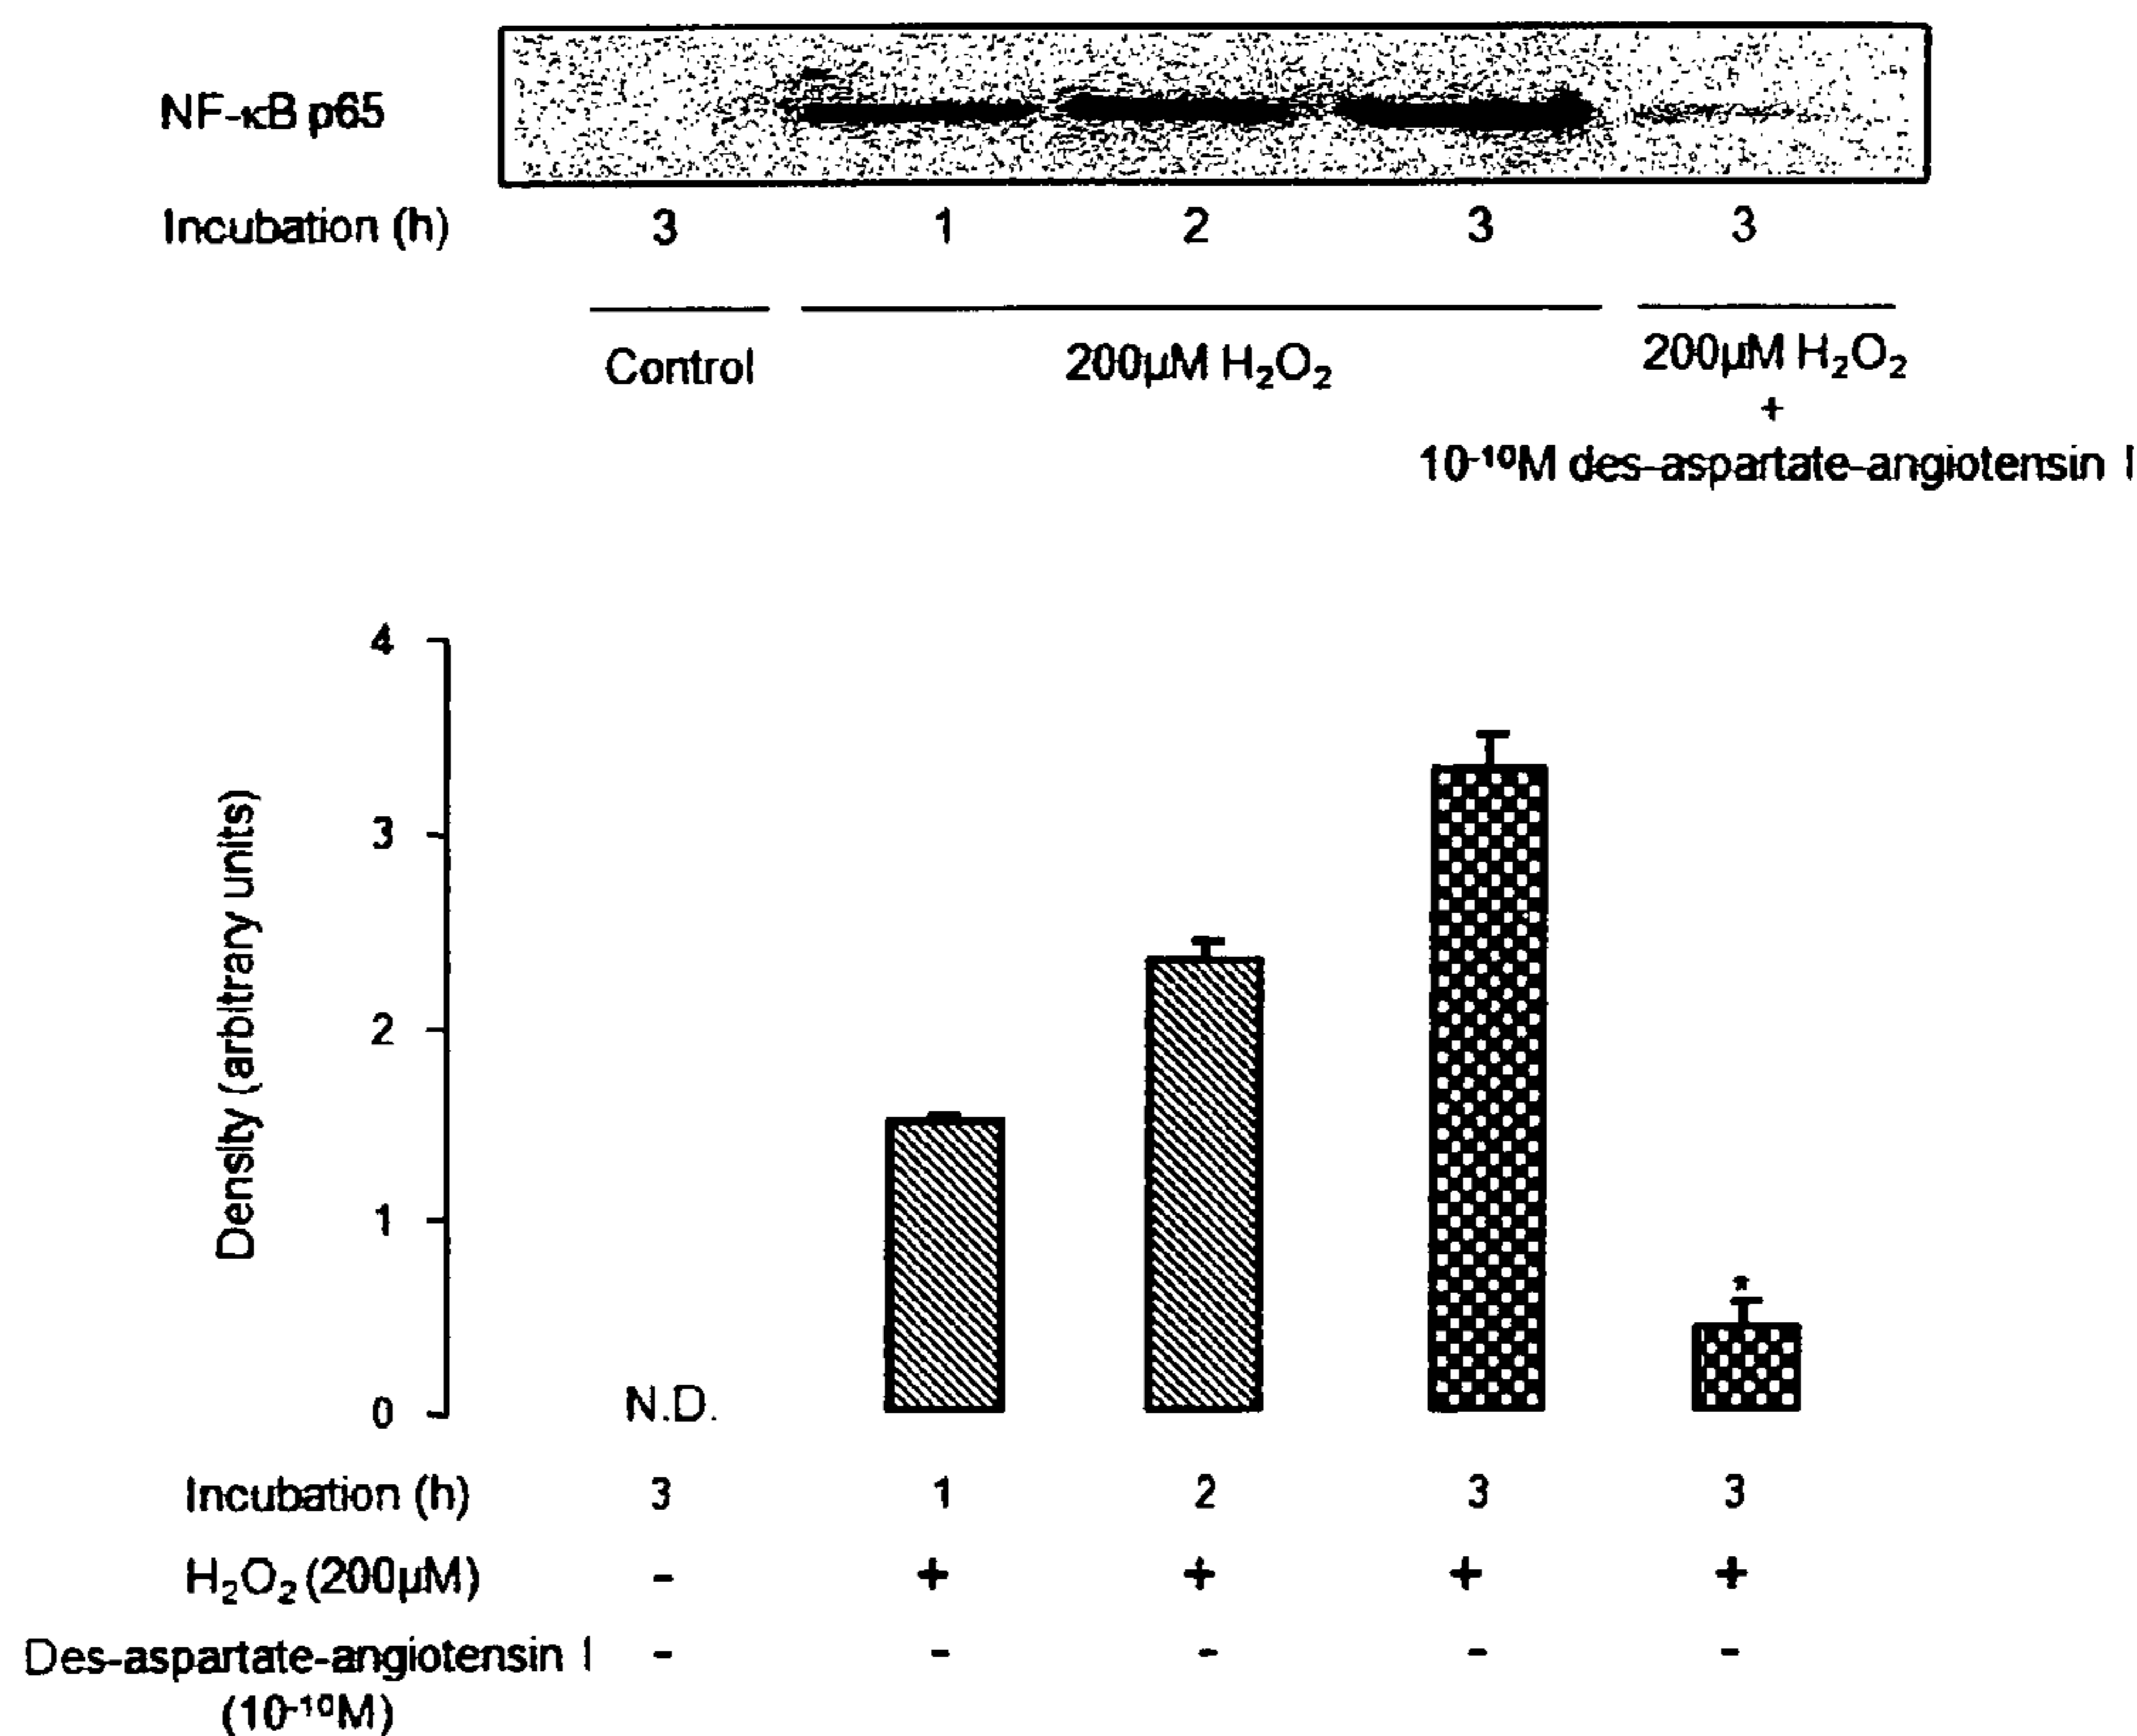 NF-κB p65
Incubation (h) 3 1 2 3 3
Control 200µM H₂O₂ 200µM H₂O₂
+
10⁻¹⁰M des-aspartate-angiotensin I
Density (arbitrary units)
4
3
2
1
0
N.D.
*
Incubation (h) 3 1 2 3 3
H₂O₂ (200µM) - + + + +
Des-aspartate-angiotensin I - - - - -
(10⁻¹⁰M)